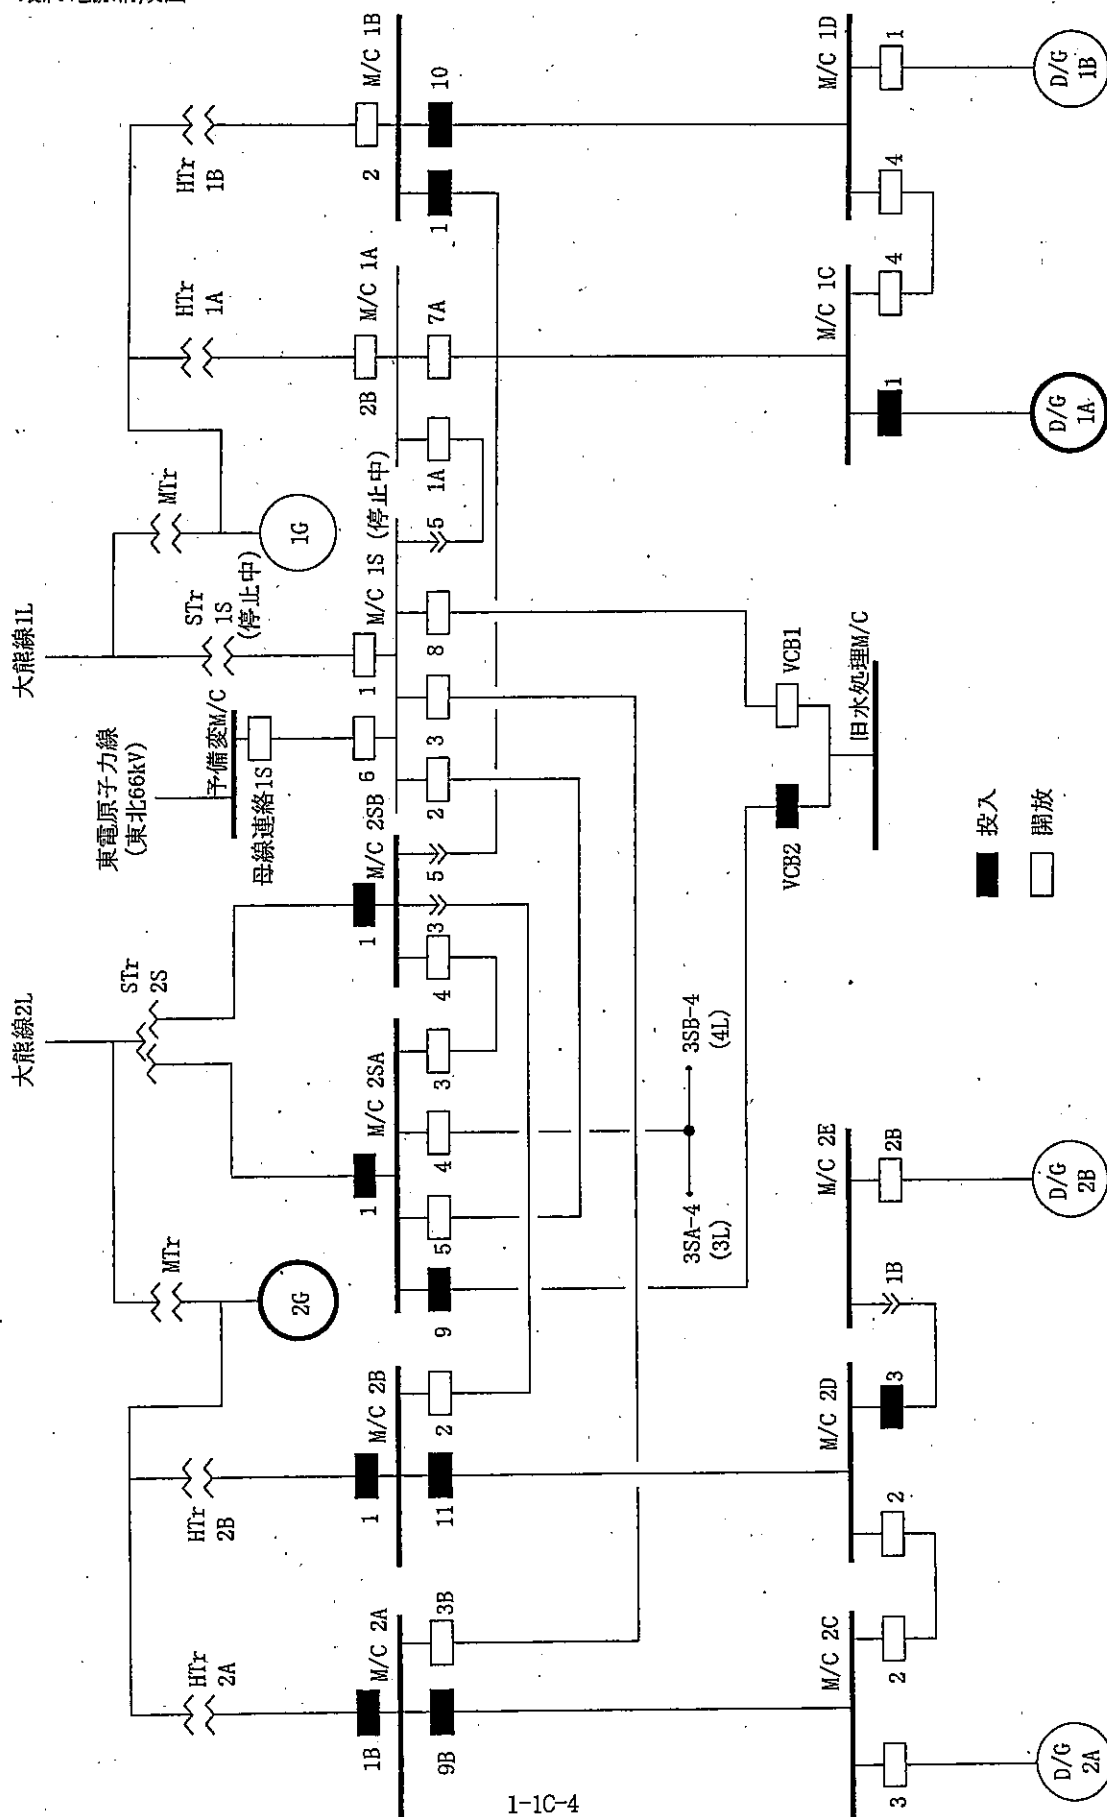 大熊線2L
大熊線1L
東電原子力線
(東北66kV)
予備変M/C
母線連絡1S
STr
2S
STr
1S
(停止中)
MTr
MTr
2G
1G
HTr
2A
HTr
2B
HTr
1A
HTr
1B
1B
M/C 2A
9B
3B
1
M/C 2B
11
2
1
M/C 2SA
9
5
4
3
1
M/C 2SB
4
3
5
6
1
M/C 1S (停止中)
2
3
8
5
2B
M/C 1A
1A
7A
2
M/C 1B
1
10
3SA-4
(3L)
3SB-4
(4L)
VCB2
VCB1
旧水処理M/C
M/C 2C
3
2
M/C 2D
2
3
M/C 2E
1B
2B
M/C 1C
1
4
M/C 1D
4
1
D/G
2A
D/G
2B
D/G
1A
D/G
1B
投入
開放
1-1C-4